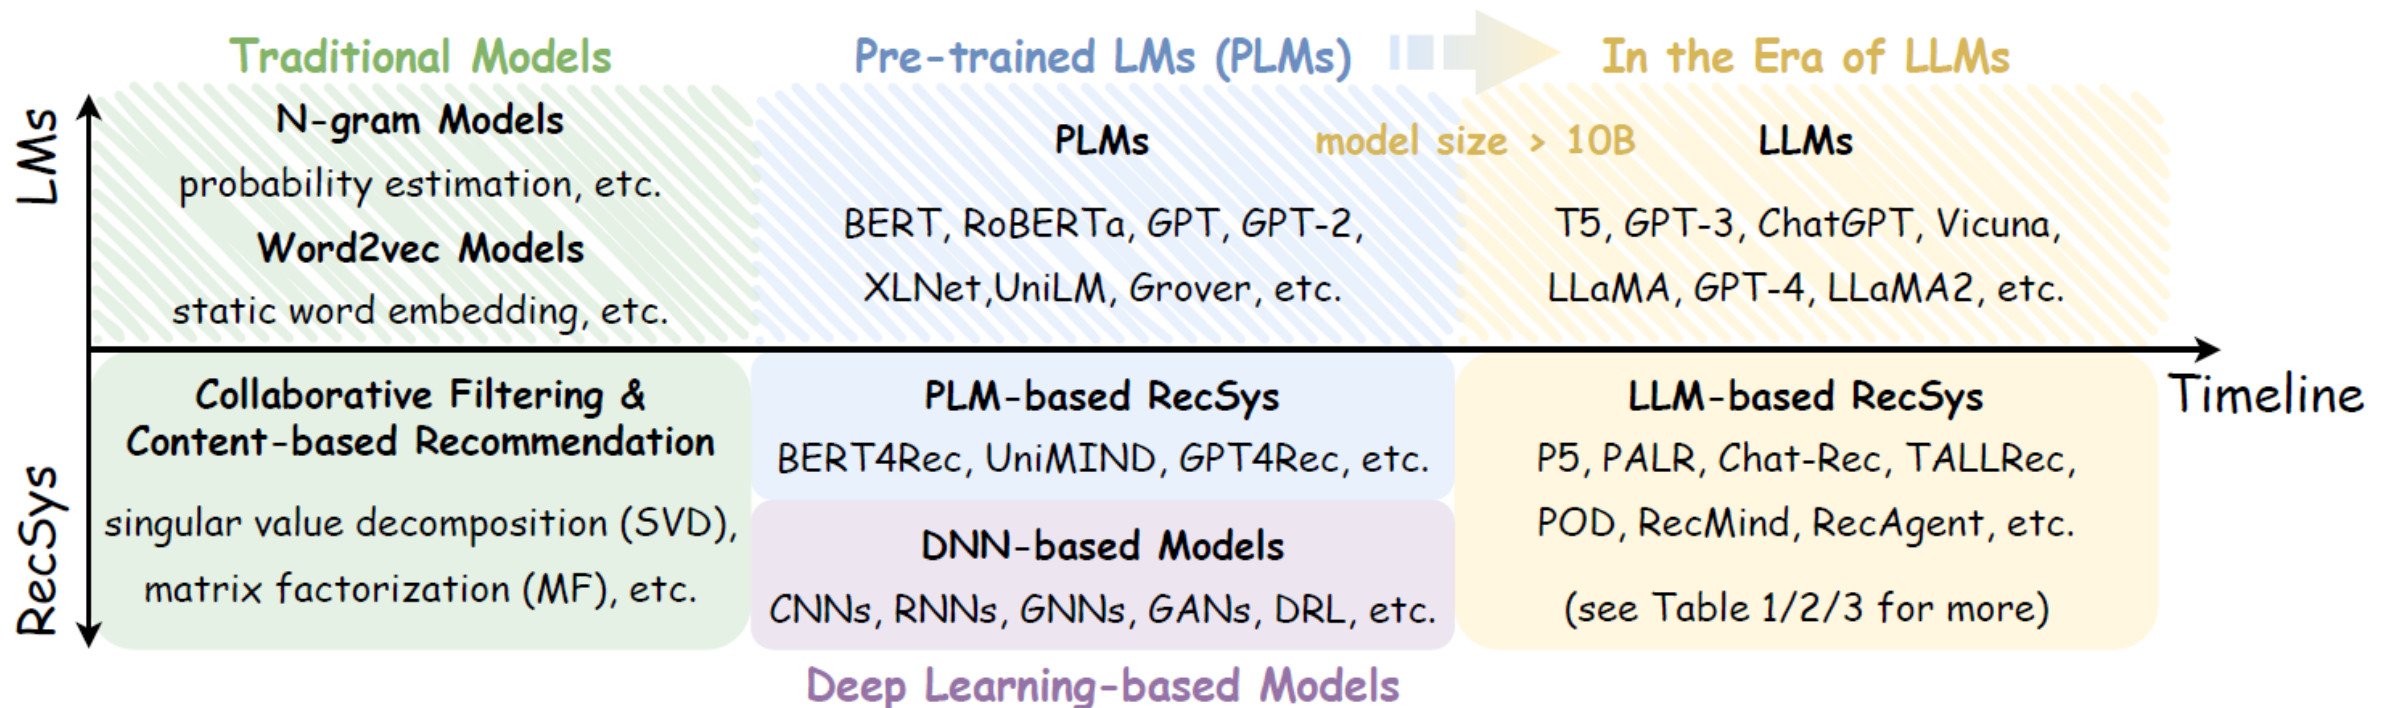 Traditional Models
Pre-trained LMs (PLMs)
In the Era of LLMs
LMs
N-gram Models
probability estimation, etc.
Word2vec Models
static word embedding, etc.
PLMs
model size > 10B
BERT, RoBERTa, GPT, GPT-2,
XLNet,UniLM, Grover, etc.
LLMs
T5, GPT-3, ChatGPT, Vicuna,
LLaMA, GPT-4, LLaMA2, etc.
Timeline
RecSys
Collaborative Filtering &
Content-based Recommendation
singular value decomposition (SVD),
matrix factorization (MF), etc.
PLM-based RecSys
BERT4Rec, UniMIND, GPT4Rec, etc.
DNN-based Models
CNNs, RNNs, GNNs, GANs, DRL, etc.
Deep Learning-based Models
LLM-based RecSys
P5, PALR, Chat-Rec, TALLRec,
POD, RecMind, RecAgent, etc.
(see Table 1/2/3 for more)